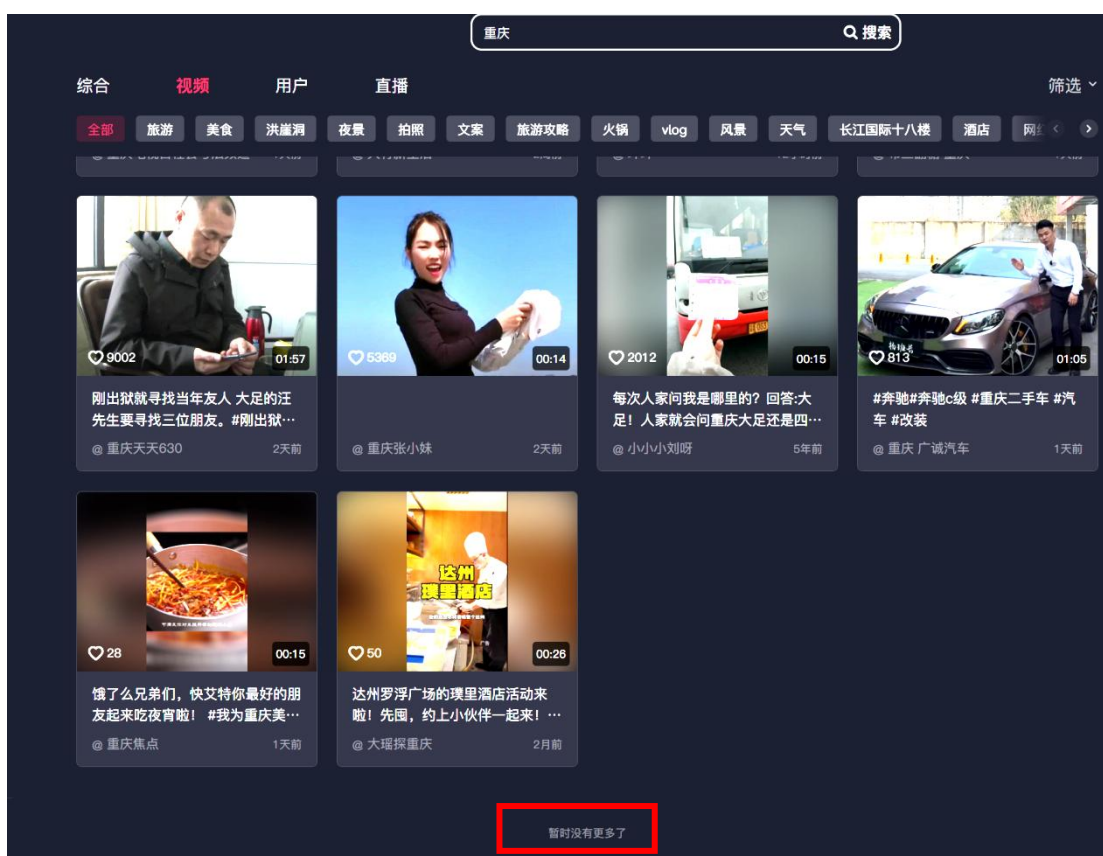 重庆
搜索
综合 视频 用户 直播 筛选
全部 旅游 美食 洪崖洞 夜景 拍照 文案 旅游攻略 火锅 vlog 风景 天气 长江国际十八楼 酒店
9002 01:57
5369 00:14
2012 00:15
杨俊若
813 01:05
刚出狱就寻找当年友人 大足的汪
先生要寻找三位朋友。#刚出狱…
@ 重庆天天630 2天前
@ 重庆张小妹 2天前
每次人家问我是哪里的？回答:大
足！人家就会问重庆大足还是四…
@ 小小小刘呀 5年前
#奔驰#奔驰c级 #重庆二手车 #汽
车 #改装
@ 重庆 广诚汽车 1天前
28 00:15
达州
璞里酒店
50 00:26
饿了么兄弟们，快艾特你最好的朋
友起来吃夜宵啦！ #我为重庆美…
@ 重庆焦点 1天前
达州罗浮广场的璞里酒店活动来
啦！先囤，约上小伙伴一起来！…
@ 大瑶探重庆 2月前
暂时没有更多了